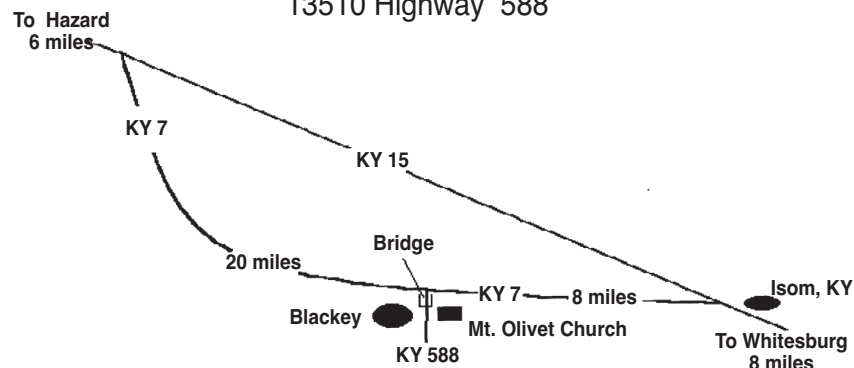 13510 Highway 588
To Hazard
6 miles
KY 7
KY 15
20 miles
Bridge
KY 7
8 miles
Isom, KY
Blackey
Mt. Olivet Church
KY 588
To Whitesburg
8 miles